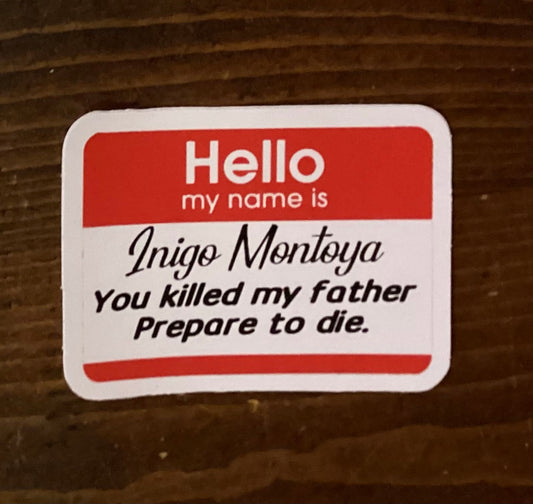 Hello
my name is
Inigo Montoya
You killed my father
Prepare to die.